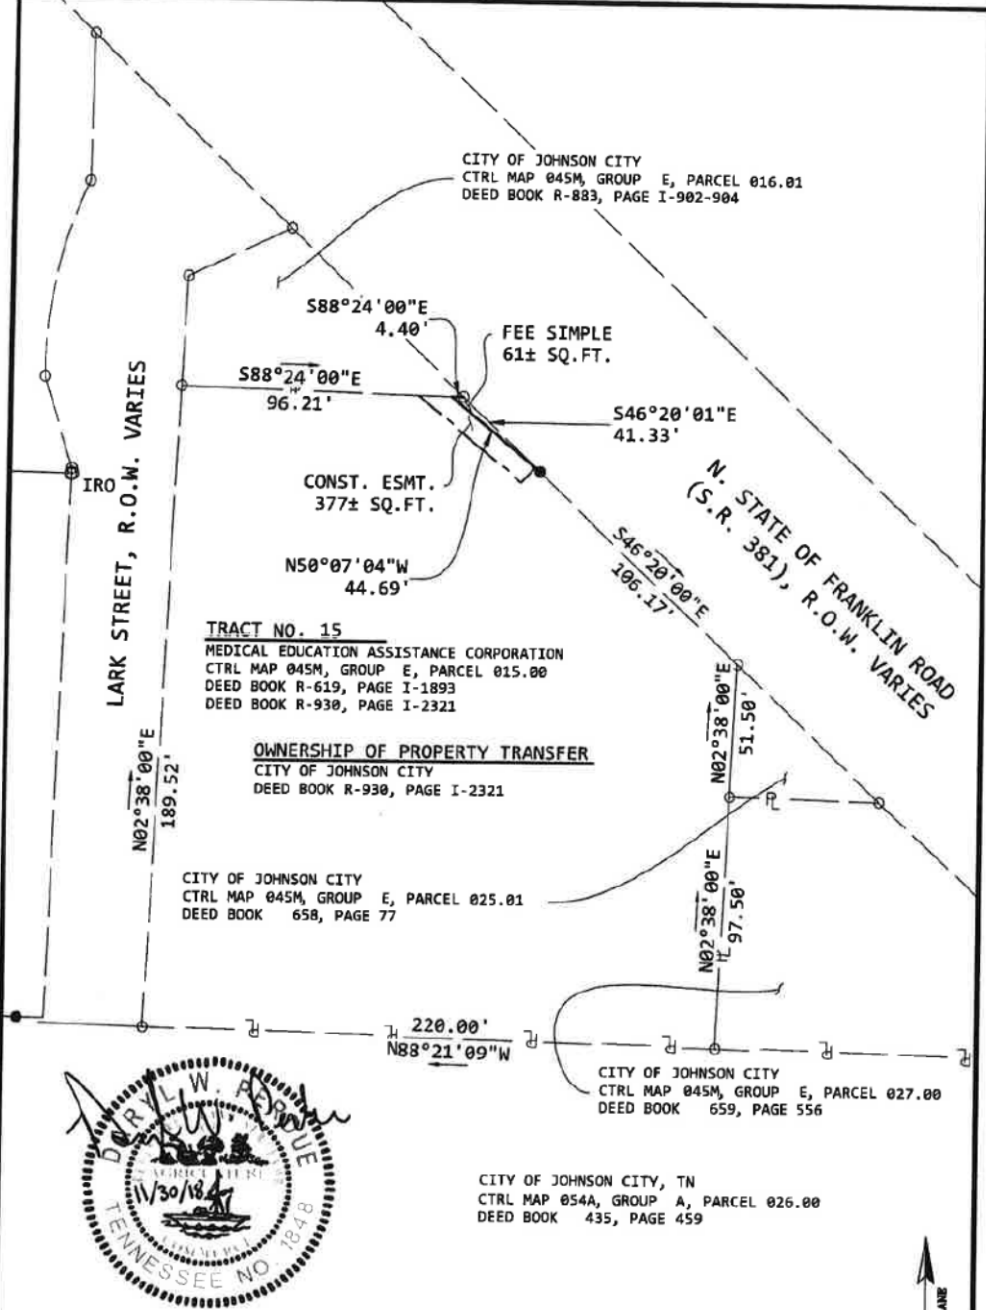 CITY OF JOHNSON CITY
CTRL MAP 045M, GROUP E, PARCEL 016.01
DEED BOOK R-883, PAGE I-902-904
S88°24'00"E
4.40'
FEE SIMPLE
61± SQ.FT.
S88°24'00"E
96.21'
S46°20'01"E
41.33'
CONST. ESMT.
377± SQ.FT.
IRO
LARK STREET, R.O.W. VARIES
N. STATE OF FRANKLIN ROAD
(S.R. 381), R.O.W. VARIES
N50°07'04"W
44.69'
S46°20'00"E
106.17'
TRACT NO. 15
MEDICAL EDUCATION ASSISTANCE CORPORATION
CTRL MAP 045M, GROUP E, PARCEL 015.00
DEED BOOK R-619, PAGE I-1893
DEED BOOK R-930, PAGE I-2321
N02°38'00"E
51.50'
OWNERSHIP OF PROPERTY TRANSFER
CITY OF JOHNSON CITY
DEED BOOK R-930, PAGE I-2321
N02°38'00"E
189.52'
PL
CITY OF JOHNSON CITY
CTRL MAP 045M, GROUP E, PARCEL 025.01
DEED BOOK 658, PAGE 77
N02°38'00"E
97.50'
220.00'
N88°21'09"W
CITY OF JOHNSON CITY
CTRL MAP 045M, GROUP E, PARCEL 027.00
DEED BOOK 659, PAGE 556
DARYL W. PERDUE
AGRICULTURE
11/30/18
COMMERCE
TENNESSEE NO. 1848
CITY OF JOHNSON CITY, TN
CTRL MAP 054A, GROUP A, PARCEL 026.00
DEED BOOK 435, PAGE 459
ANE